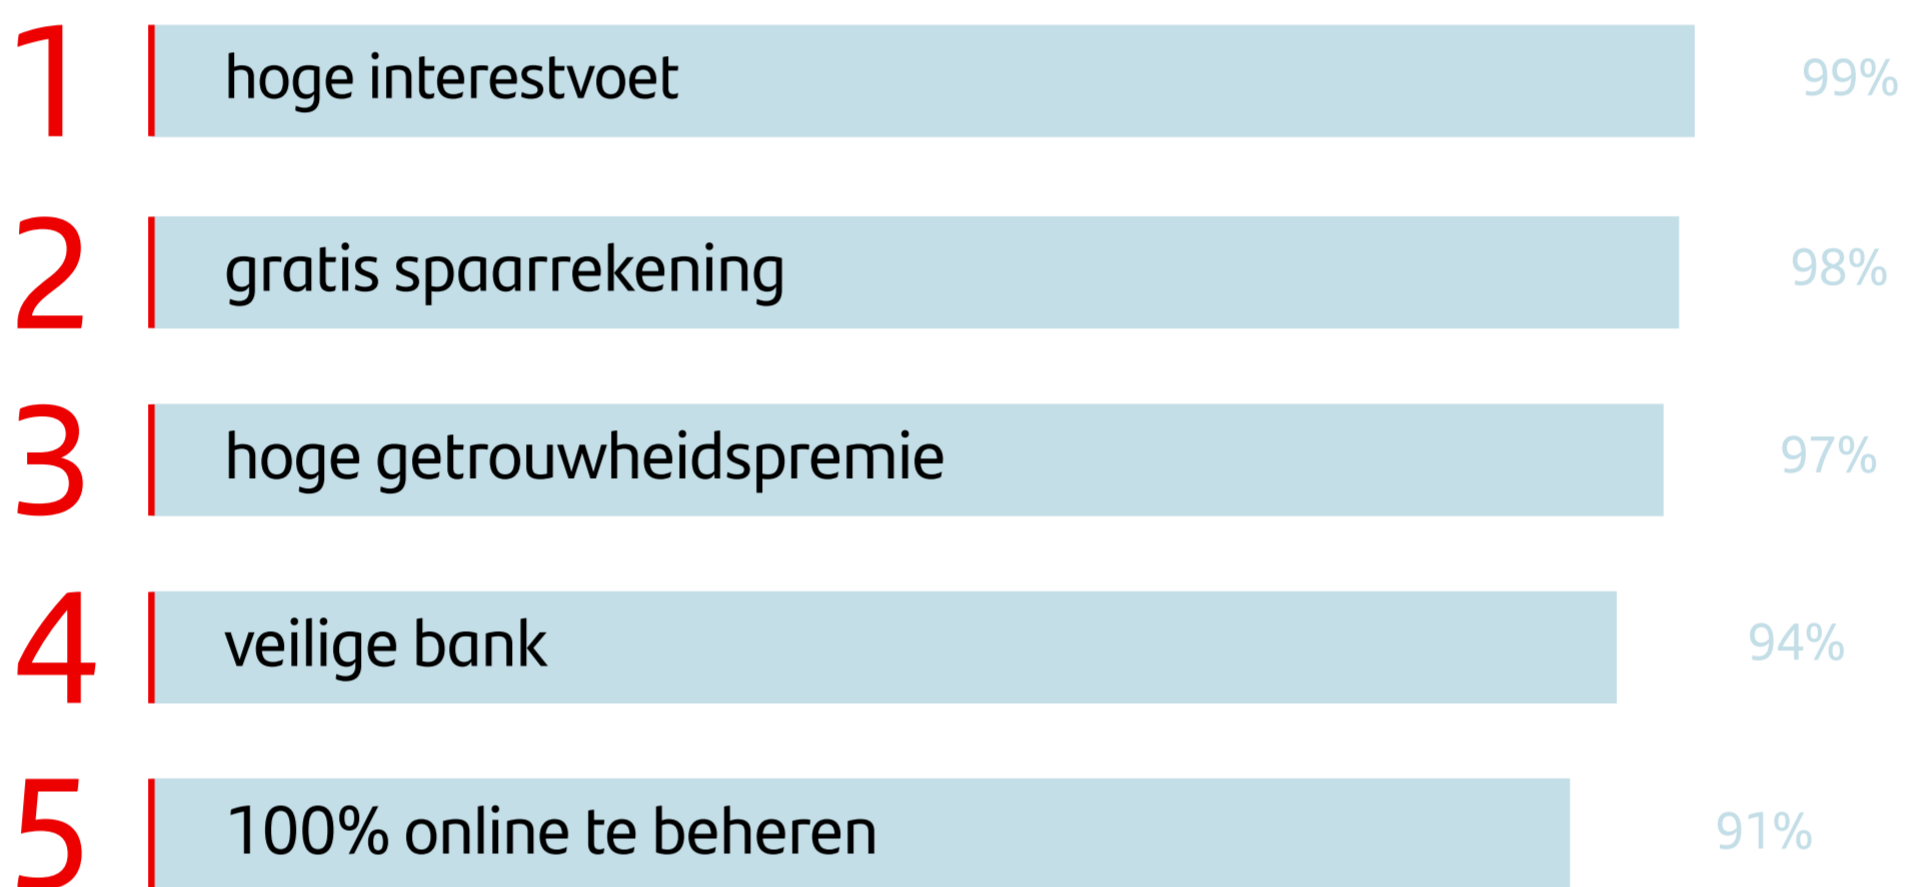 1 hoge interestvoet 99%
2 gratis spaarrekening 98%
3 hoge getrouwheidspremie 97%
4 veilige bank 94%
5 100% online te beheren 91%